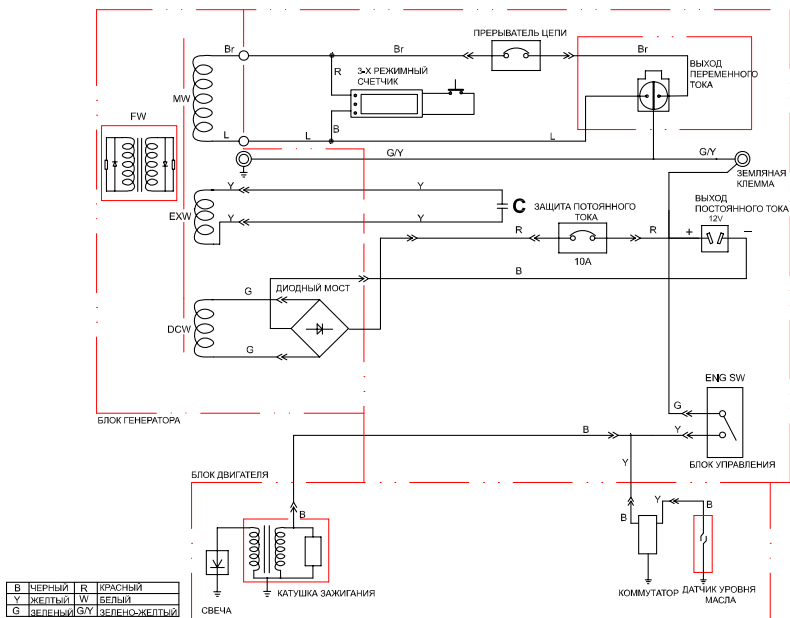 ПРЕРЫВАТЕЛЬ ЦЕПИ
Br
Br
Br
R
3-Х РЕЖИМНЫЙ
СЧЕТЧИК
ВЫХОД
ПЕРЕМЕННОГО
ТОКА
MW
FW
B
L
L
L
G/Y
G/Y
ЗЕМЛЯНАЯ
КЛЕММА
Y
Y
EXW
Y
Y
C
ЗАЩИТА ПОТОЯННОГО
ТОКА
ВЫХОД
ПОСТОЯННОГО ТОКА
12V
R
R
+
–
10A
B
G
ДИОДНЫЙ МОСТ
DCW
G
ENG SW
G
Y
БЛОК ГЕНЕРАТОРА
B
БЛОК УПРАВЛЕНИЯ
БЛОК ДВИГАТЕЛЯ
Y
B
Y
B
B
КАТУШКА ЗАЖИГАНИЯ
СВЕЧА
КОММУТАТОР
ДАТЧИК УРОВНЯ
МАСЛА
B ЧЕРНЫЙ R КРАСНЫЙ
Y ЖЕЛТЫЙ W БЕЛЫЙ
G ЗЕЛЕНЫЙ G/Y ЗЕЛЕНО-ЖЕЛТЫЙ